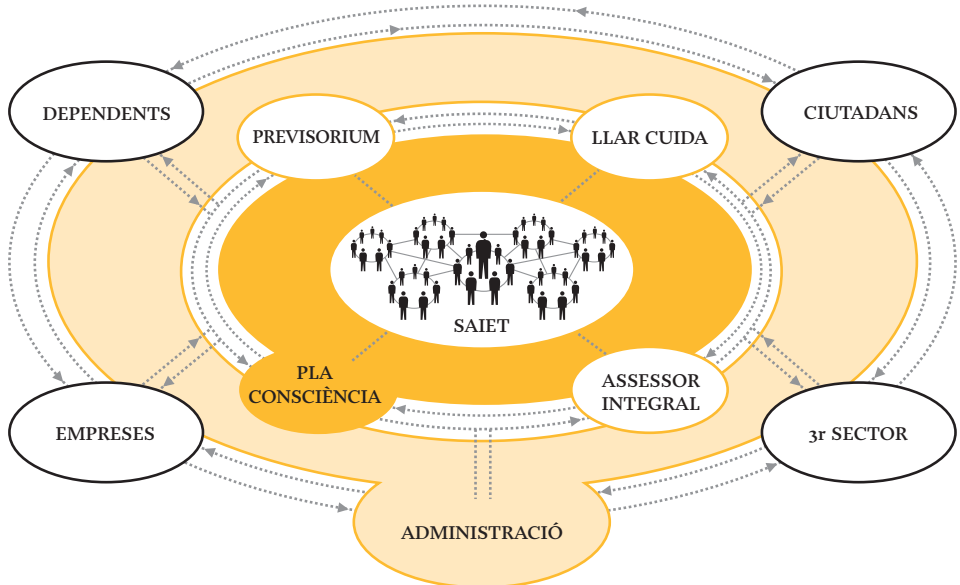 DEPENDENTS
CIUTADANS
PREVISORIUM
LLAR CUIDA
SAIET
PLA
CONSCIÈNCIA
ASSESSOR
INTEGRAL
EMPRESES
3r SECTOR
ADMINISTRACIÓ